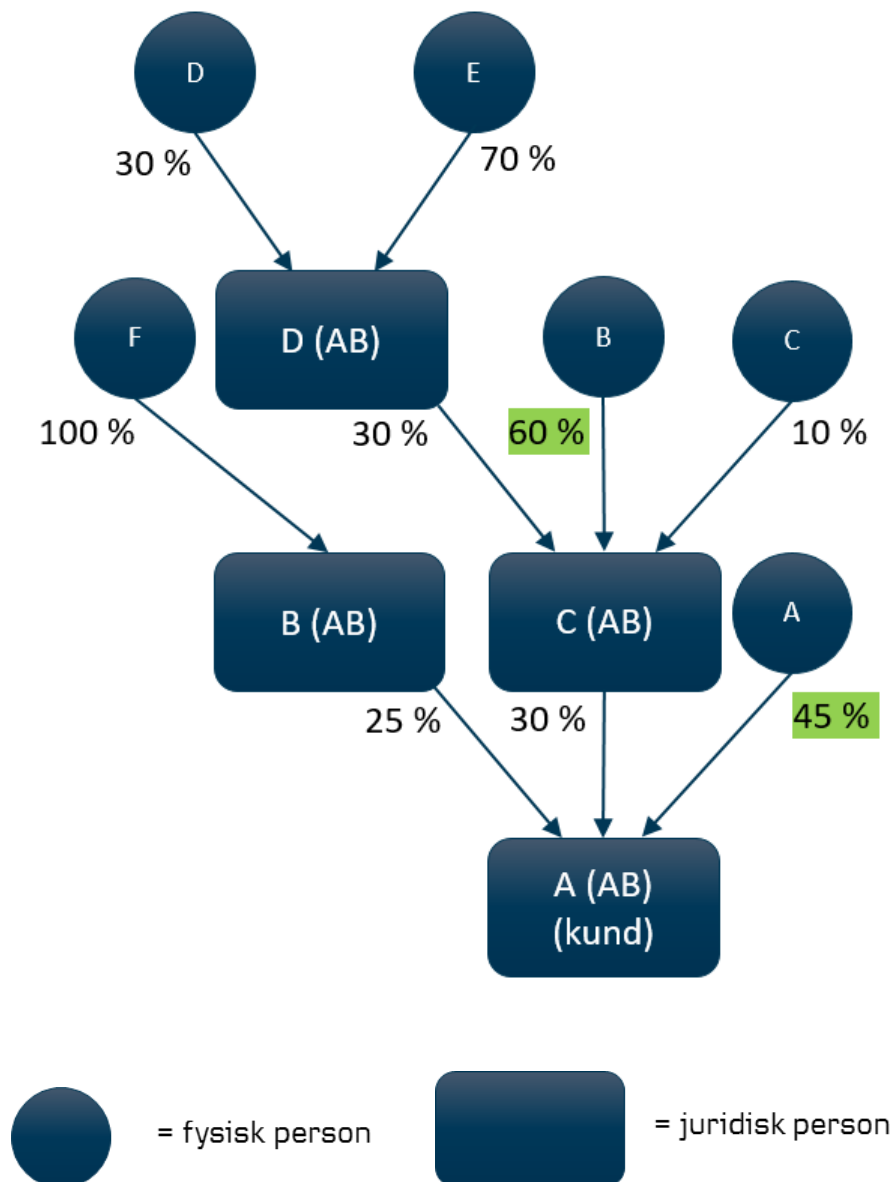 D
E
30 %
70 %
F
D (AB)
B
C
100 %
30 %
60 %
10 %
B (AB)
C (AB)
A
25 %
30 %
45 %
A (AB)
(kund)
= fysisk person
= juridisk person